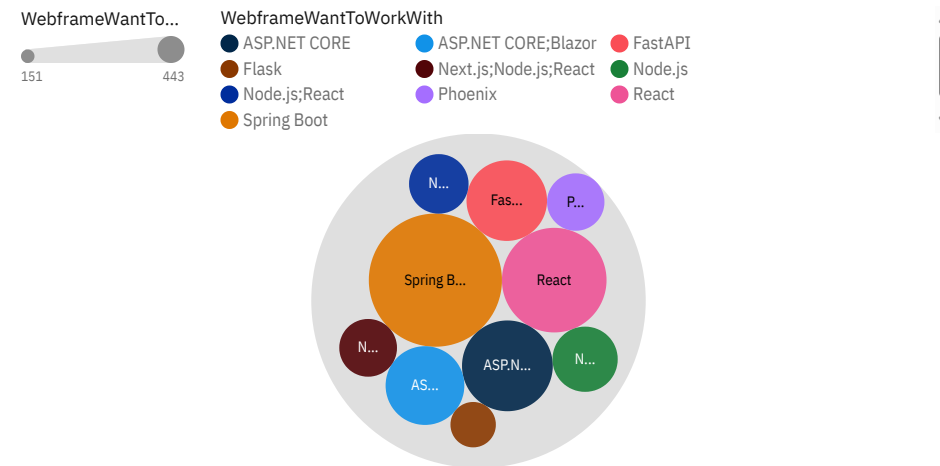 WebframeWantTo...
151
443
WebframeWantToWorkWith
ASP.NET CORE
ASP.NET CORE;Blazor
FastAPI
Flask
Next.js;Node.js;React
Node.js
Node.js;React
Phoenix
React
Spring Boot
N...
Fas...
P...
Spring B...
React
N...
AS...
ASP.N...
N...